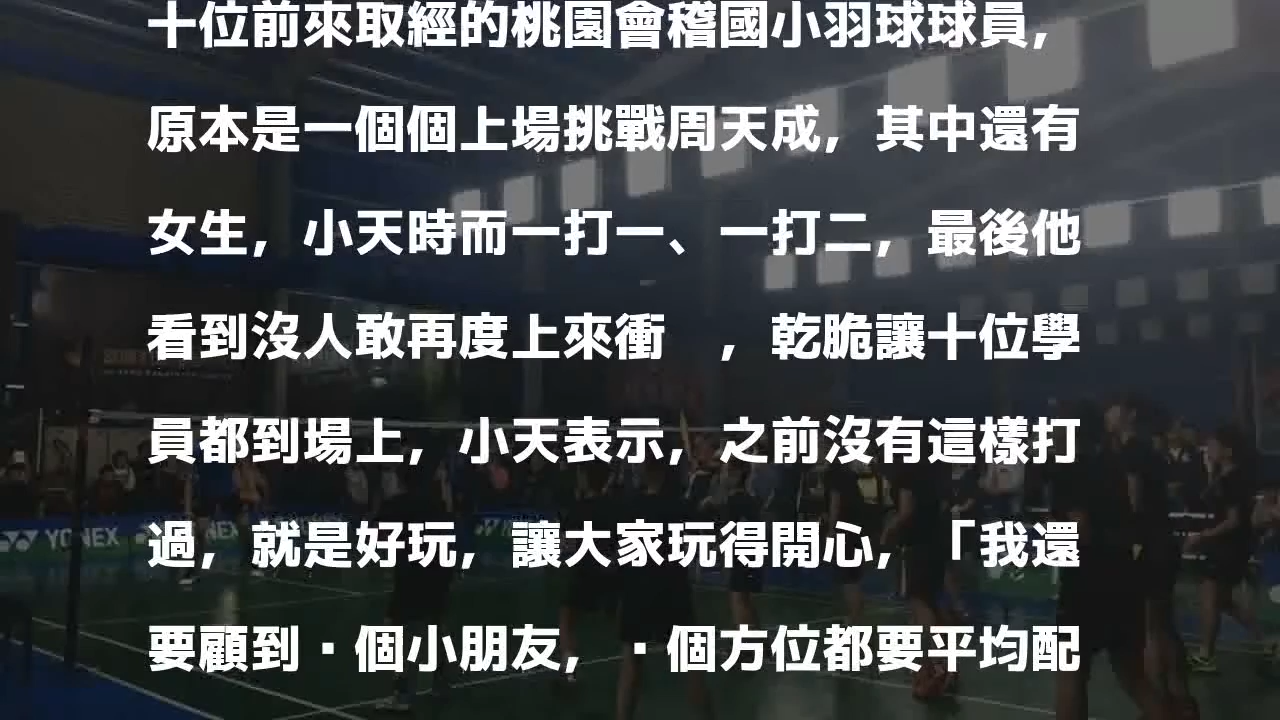 十位前來取經的桃園會稽國小羽球球員，
原本是一個個上場挑戰周天成，其中還有
女生，小天時而一打一、一打二，最後他
看到沒人敢再度上來衝　，乾脆讓十位學
員都到場上，小天表示，之前沒有這樣打
過，就是好玩，讓大家玩得開心，「我還
要顧到▪個小朋友，▪個方位都要平均配
YONEX